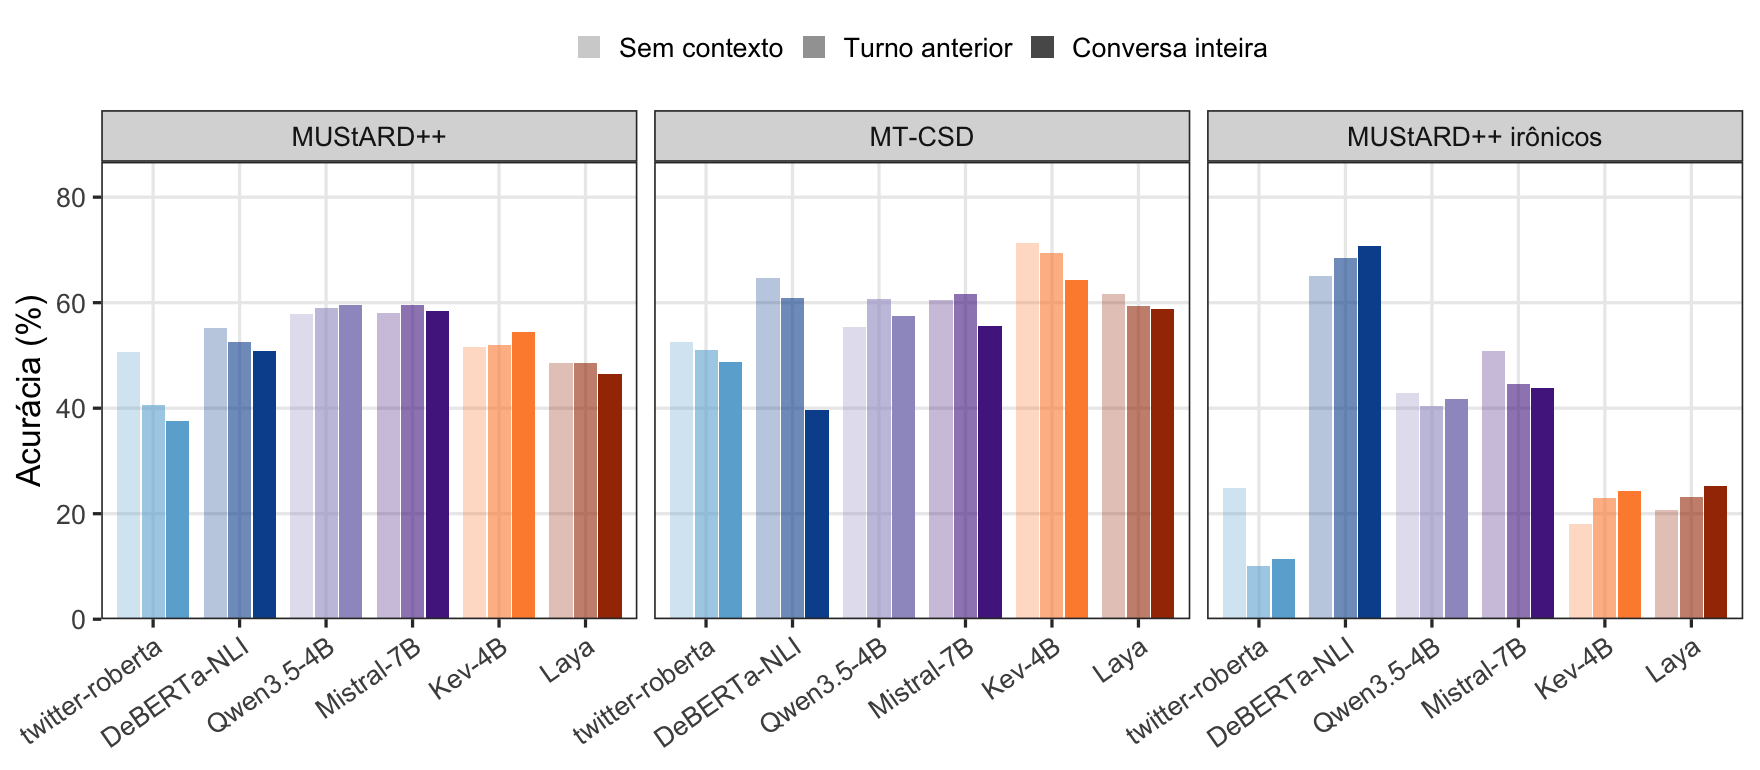 Sem contexto Turno anterior Conversa inteira
MUStARD++ MT-CSD MUStARD++ irônicos
Acurácia (%)
80
60
40
20
0
twitter-roberta DeBERTa-NLI Qwen3.5-4B Mistral-7B Kev-4B Laya
twitter-roberta DeBERTa-NLI Qwen3.5-4B Mistral-7B Kev-4B Laya
twitter-roberta DeBERTa-NLI Qwen3.5-4B Mistral-7B Kev-4B Laya